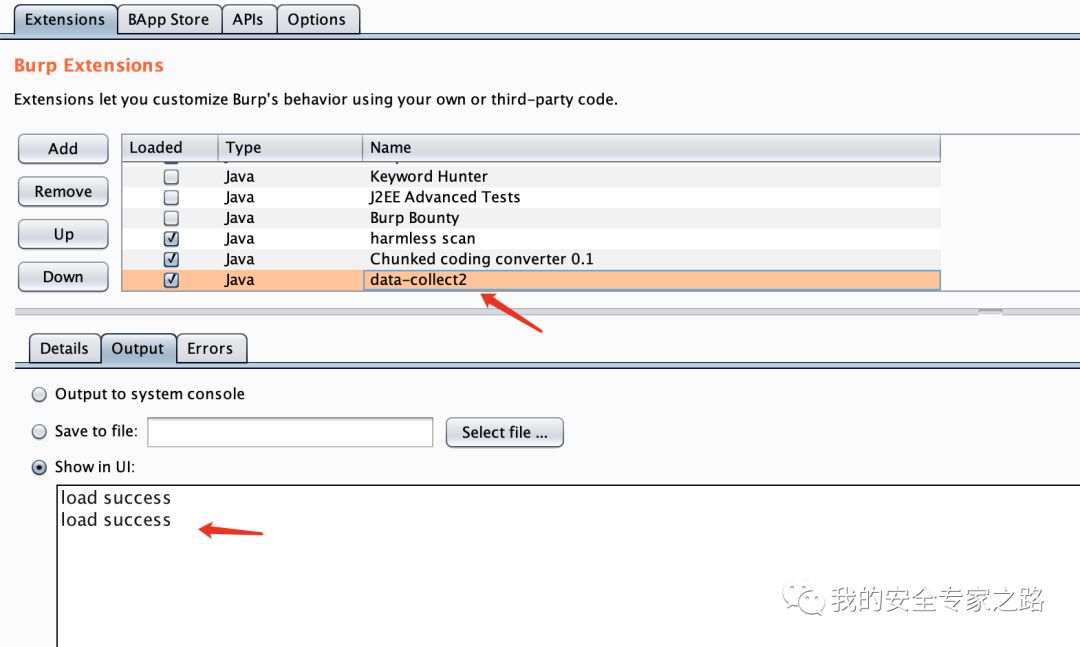 Extensions BApp Store APIs Options
Burp Extensions
Extensions let you customize Burp's behavior using your own or third-party code.
Add
Remove
Up
Down
Loaded Type Name
Java Keyword Hunter
Java J2EE Advanced Tests
Java Burp Bounty
Java harmless scan
Java Chunked coding converter 0.1
Java data-collect2
Details Output Errors
Output to system console
Save to file: Select file ...
Show in UI:
load success
load success
我的安全专家之路